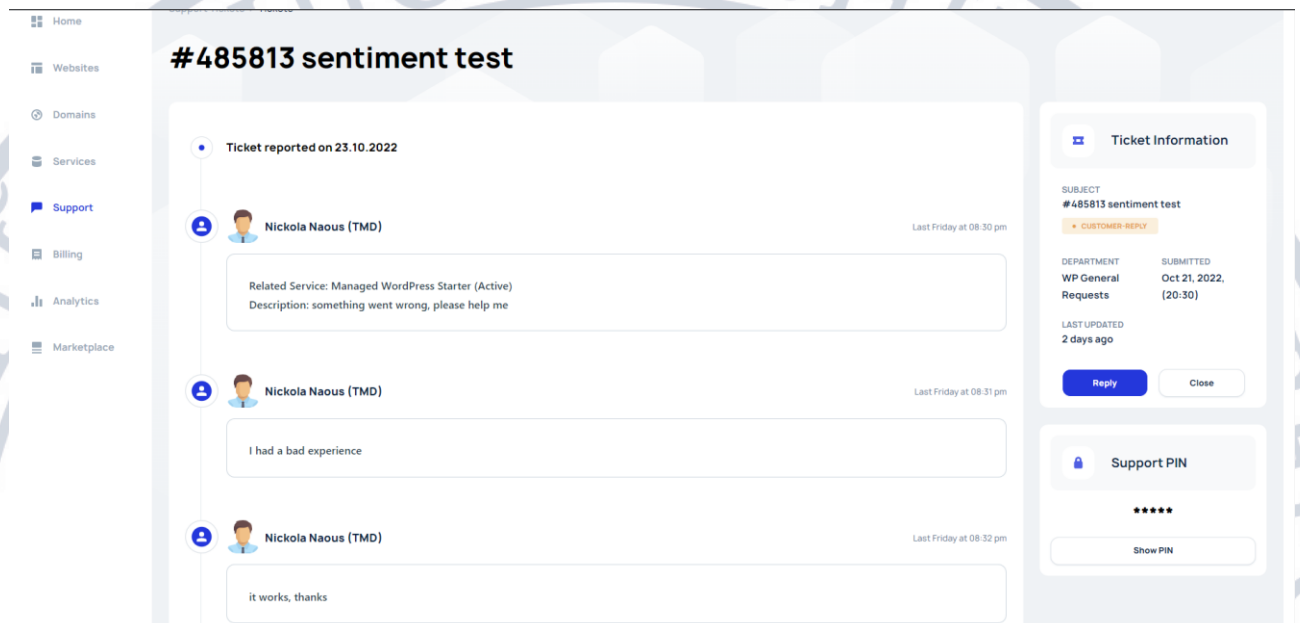 Home
Websites
Domains
Services
Support
Billing
Analytics
Marketplace
#485813 sentiment test
Ticket reported on 23.10.2022
Nickola Naous (TMD)
Last Friday at 08:30 pm
Related Service: Managed WordPress Starter (Active)
Description: something went wrong, please help me
Nickola Naous (TMD)
Last Friday at 08:31 pm
I had a bad experience
Nickola Naous (TMD)
Last Friday at 08:32 pm
it works, thanks
Ticket Information
SUBJECT
#485813 sentiment test
CUSTOMER-REPLY
DEPARTMENT
WP General
Requests
SUBMITTED
Oct 21, 2022,
(20:30)
LAST UPDATED
2 days ago
Reply
Close
Support PIN
*****
Show PIN